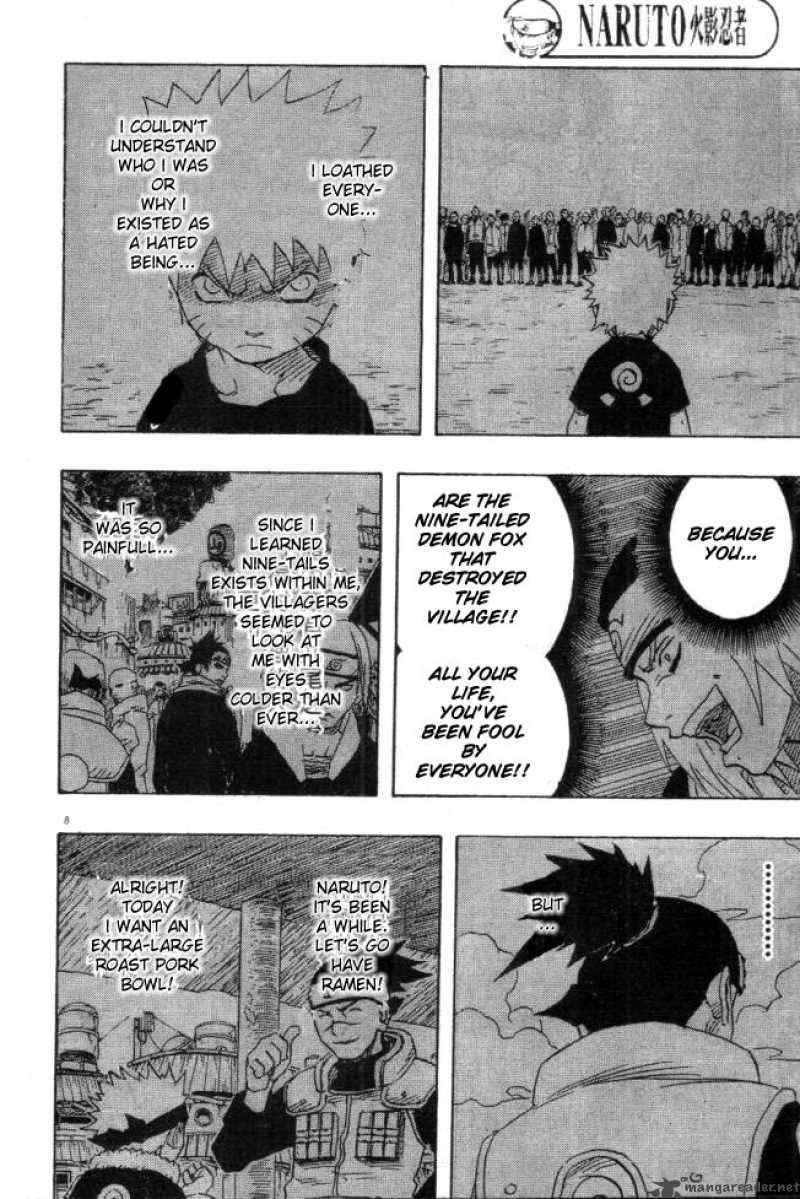 NARUTO火影忍者
I LOATHED
EVERY-
ONE...
I COULDN'T
UNDERSTAND
WHO I WAS
OR
WHY I
EXISTED AS
A HATED
BEING...
BECAUSE
YOU...
ARE THE
NINE-TAILED
DEMON FOX
THAT
DESTROYED
THE
VILLAGE!!
ALL YOUR
LIFE,
YOU'VE
BEEN FOOL
BY
EVERYONE!!
SINCE I
LEARNED
NINE-TAILS
EXISTS WITHIN ME,
THE VILLAGERS
SEEMED TO
LOOK AT
ME WITH
EYES
COLDER THAN
EVER...
IT
WAS SO
PAINFULL...
8
..........
BUT
...
NARUTO!
IT'S BEEN
A WHILE.
LET'S GO
HAVE
RAMEN!
ALRIGHT!
TODAY
I WANT AN
EXTRA-LARGE
ROAST PORK
BOWL!
mangareader.net